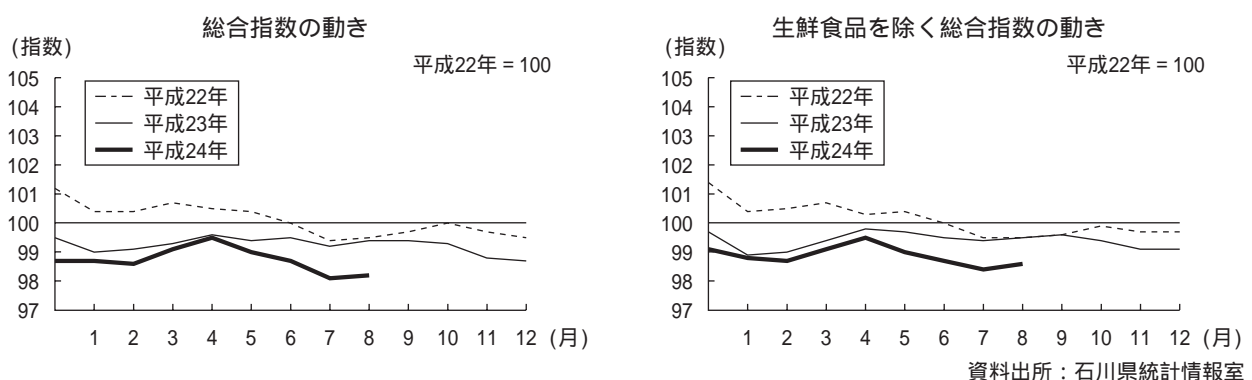 総合指数の動き
(指数)
平成22年 = 100
105
104
103
102
101
100
99
98
97
平成22年
平成23年
平成24年
1 2 3 4 5 6 7 8 9 10 11 12 (月)
生鮮食品を除く総合指数の動き
(指数)
平成22年 = 100
105
104
103
102
101
100
99
98
97
平成22年
平成23年
平成24年
1 2 3 4 5 6 7 8 9 10 11 12 (月)
資料出所：石川県統計情報室